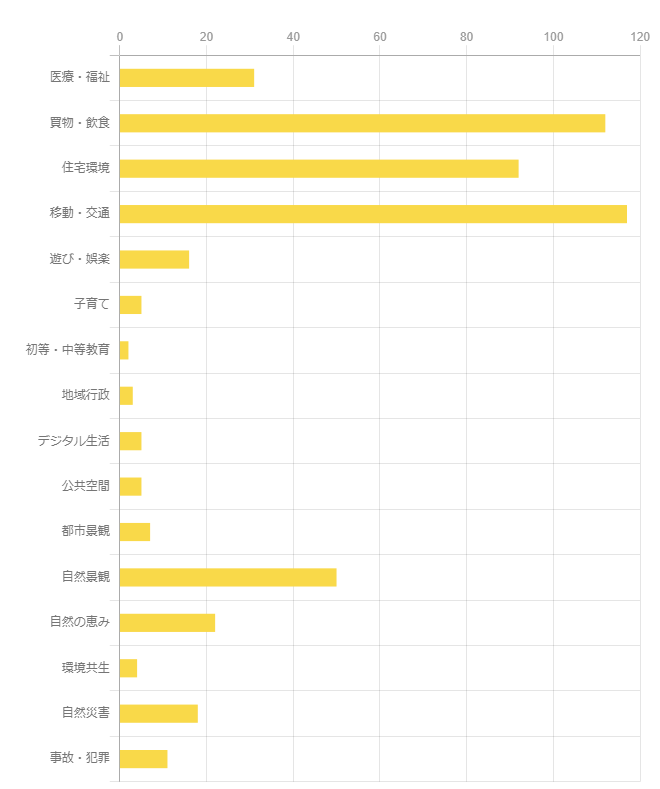 0 20 40 60 80 100 120
医療・福祉
買物・飲食
住宅環境
移動・交通
遊び・娯楽
子育て
初等・中等教育
地域行政
デジタル生活
公共空間
都市景観
自然景観
自然の恵み
環境共生
自然災害
事故・犯罪